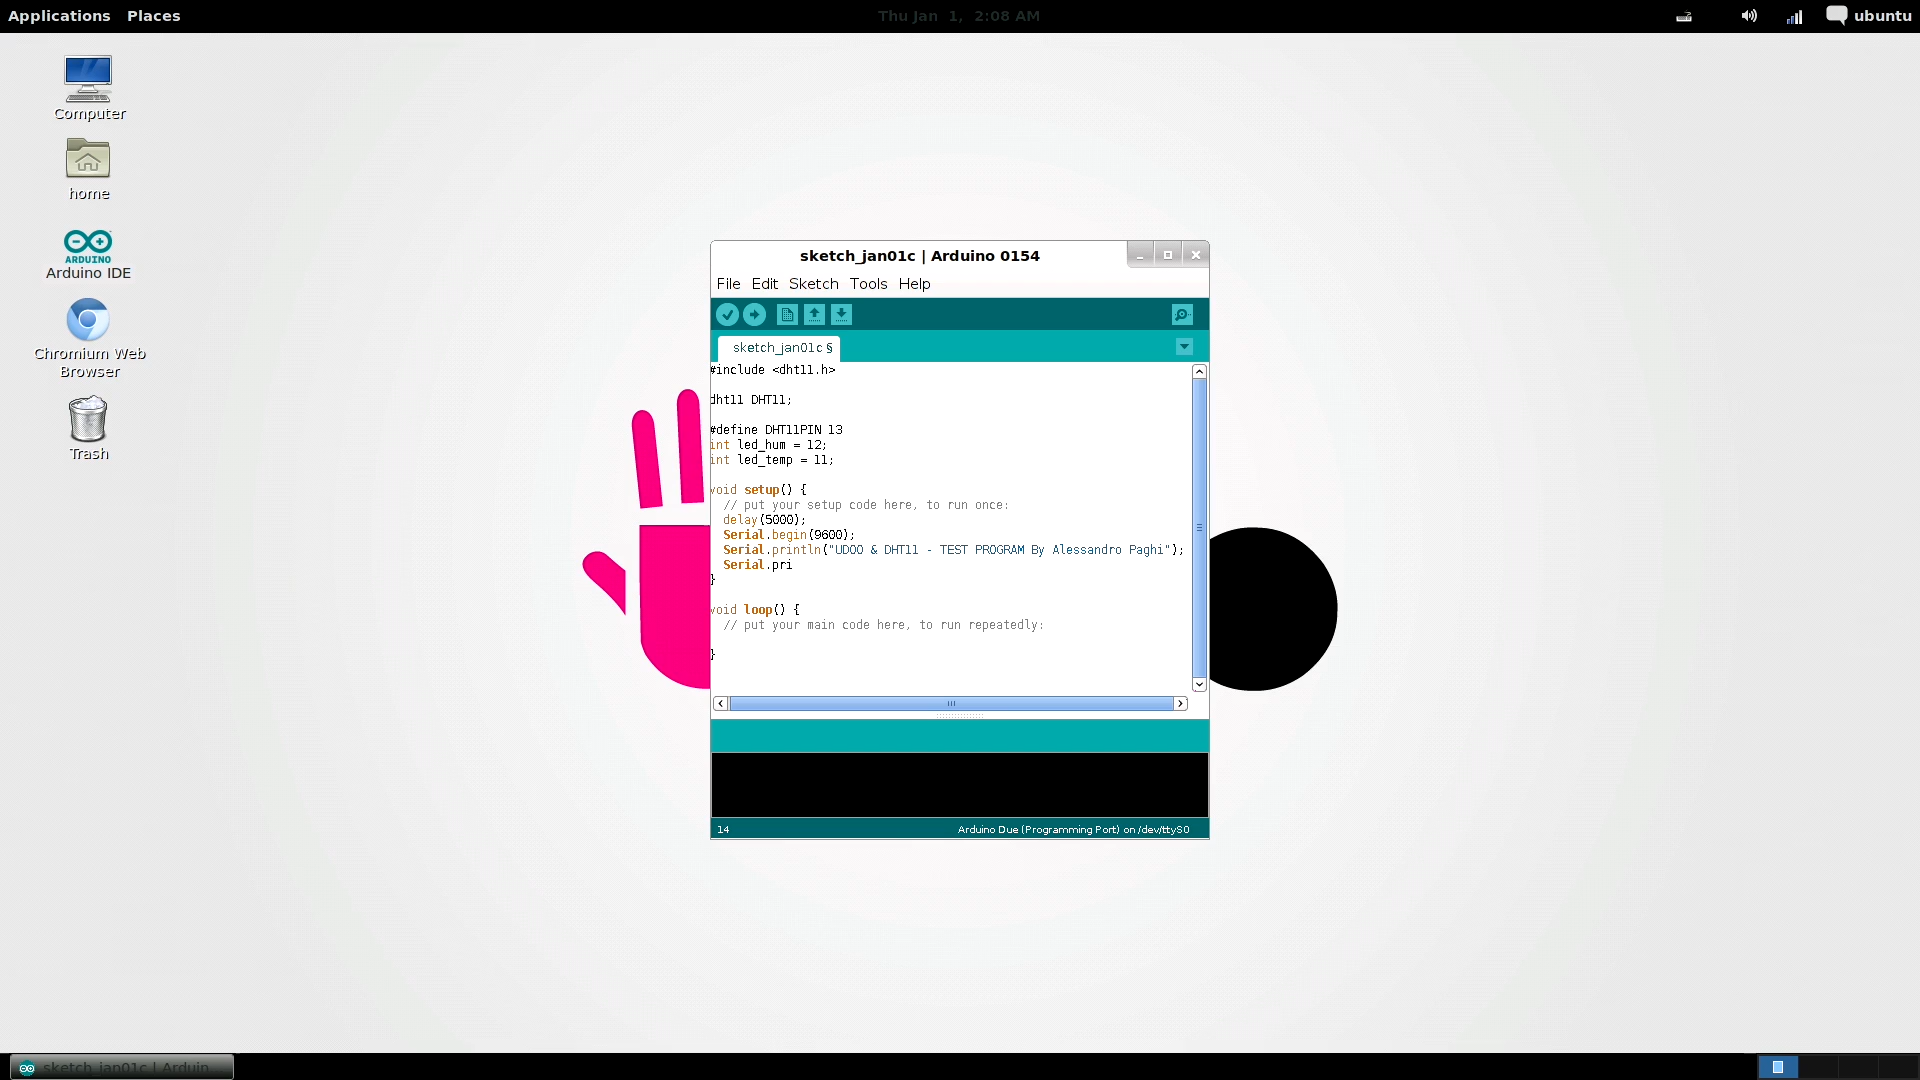 Applications Places Thu Jan 1, 2:08 AM ubuntu
Computer
home
ARDUINO
Arduino IDE
Chromium Web
Browser
Trash
sketch_jan01c | Arduino 0154
File Edit Sketch Tools Help
sketch_jan01c §
#include <dht11.h>
dht11 DHT11;
#define DHT11PIN 13
int led_hum = 12;
int led_temp = 11;
void setup() {
// put your setup code here, to run once:
delay(5000);
Serial.begin(9600);
Serial.println("UDOO & DHT11 - TEST PROGRAM By Alessandro Paghi");
Serial.pri
}
void loop() {
// put your main code here, to run repeatedly:
}
14 Arduino Due (Programming Port) on /dev/ttyS0
sketch_jan01c | Arduin...